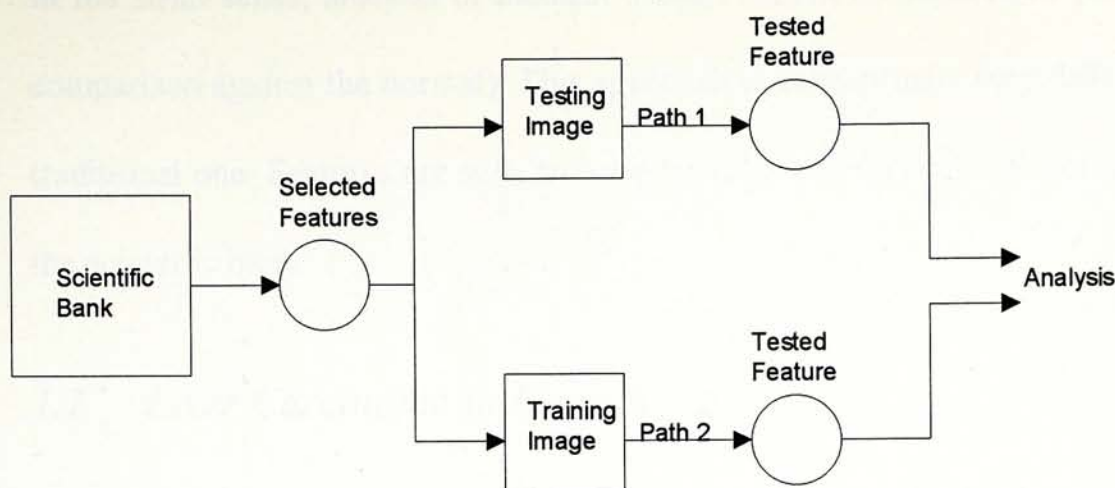 Tested
Feature
Testing
Image
Path 1
Selected
Features
Scientific
Bank
Analysis
Tested
Feature
Training
Image
Path 2